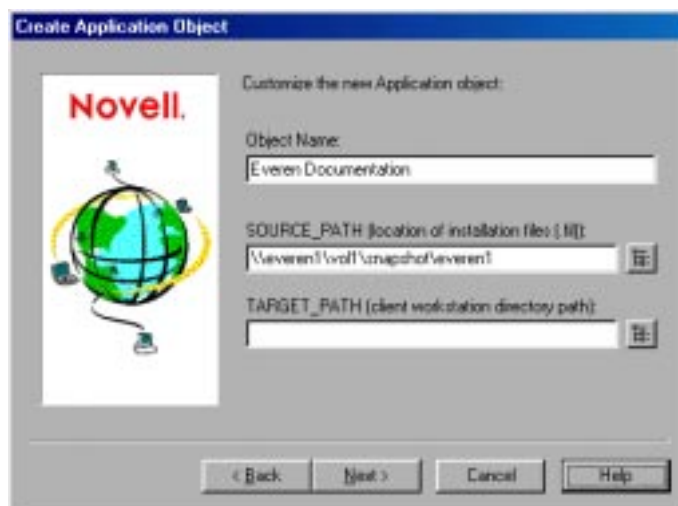 Create Application Object
Novell.
Customize the new Application object:
Object Name:
Everen Documentation
SOURCE_PATH (location of installation files (.fil):
\\everen1\vol1\snapshot\everen1
TARGET_PATH (client workstation directory path):
< Back
Next >
Cancel
Help